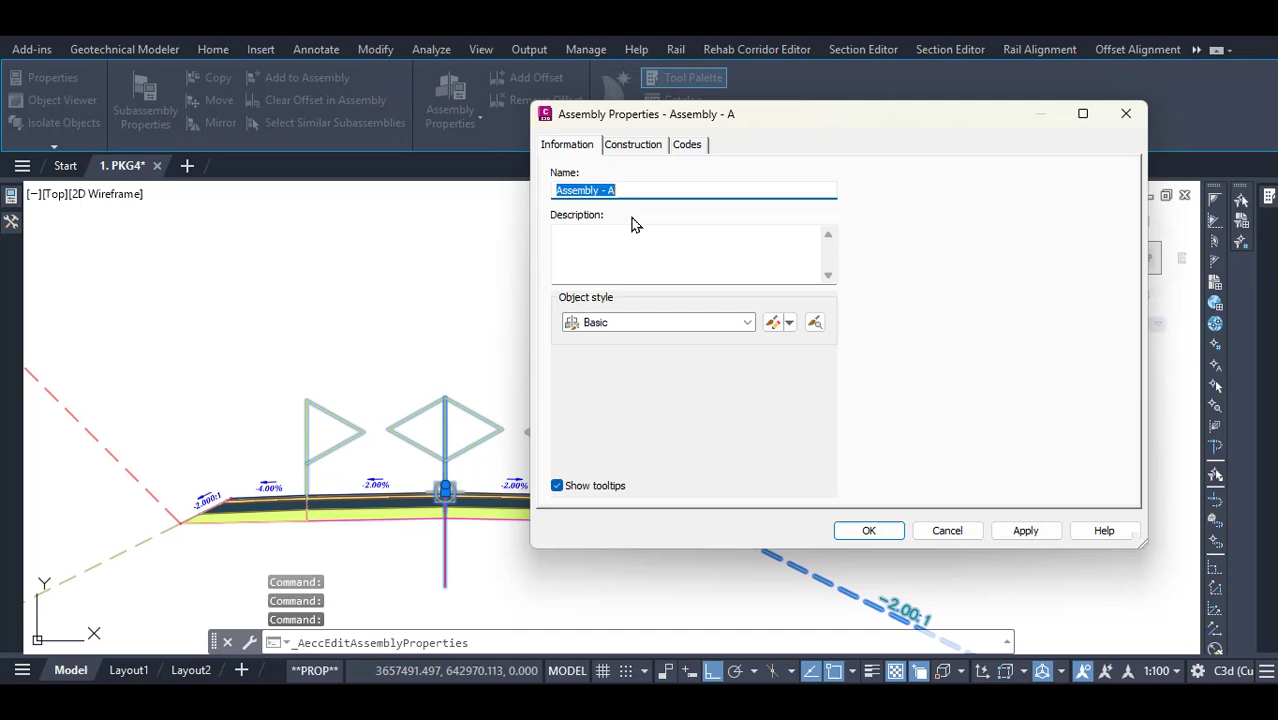 Add-ins Geotechnical Modeler Home Insert Annotate Modify Analyze View Output Manage Help Rail Rehab Corridor Editor Section Editor Section Editor Rail Alignment Offset Alignment
Properties
Object Viewer
Isolate Objects
Subassembly
Properties
Copy
Move
Mirror
Add to Assembly
Clear Offset in Assembly
Select Similar Subassemblies
Assembly
Properties
Add Offset
Tool Palette
Start 1. PKG4*
[−][Top][2D Wireframe]
Assembly Properties - Assembly - A
Information Construction Codes
Name:
Assembly - A
Description:
Object style
Basic
Show tooltips
OK Cancel Apply Help
-2.000:1
-4.00%
-2.00%
-2.00%
-2.00:1
Y
X
Command:
Command:
Command:
_AeccEditAssemblyProperties
Model Layout1 Layout2 **PROP** 3657491.497, 642970.113, 0.000 MODEL 1:100 C3d (Cu